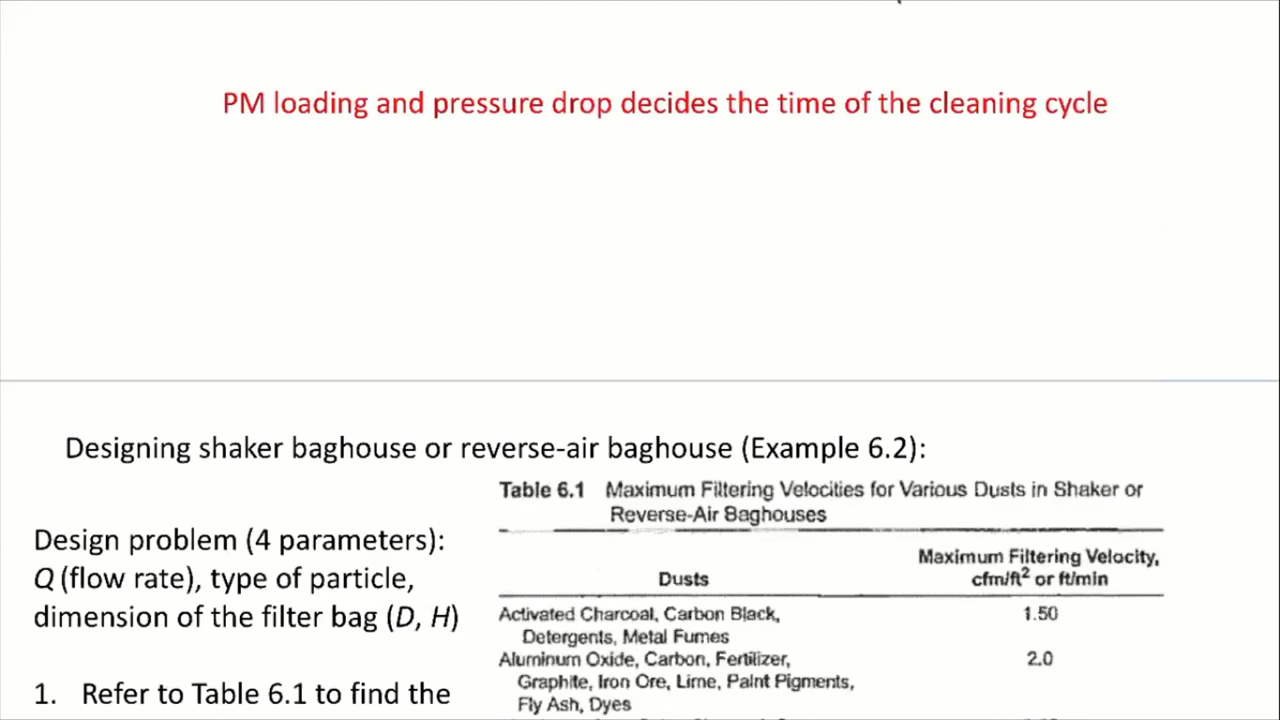 PM loading and pressure drop decides the time of the cleaning cycle
Designing shaker baghouse or reverse-air baghouse (Example 6.2):
Table 6.1 Maximum Filtering Velocities for Various Dusts in Shaker or
Reverse-Air Baghouses
Design problem (4 parameters):
Q (flow rate), type of particle,
dimension of the filter bag (D, H)
1. Refer to Table 6.1 to find the
Dusts
Maximum Filtering Velocity,
cfm/ft² or ft/min
Activated Charcoal, Carbon Black,
Detergents, Metal Fumes
1.50
Aluminum Oxide, Carbon, Fertilizer,
Graphite, Iron Ore, Lime, Paint Pigments,
Fly Ash, Dyes
2.0